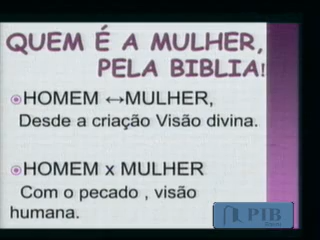 QUEM É A MULHER,
PELA BIBLIA!
HOMEM ↔MULHER,
Desde a criação Visão divina.
HOMEM x MULHER
Com o pecado , visão
humana.
PIB